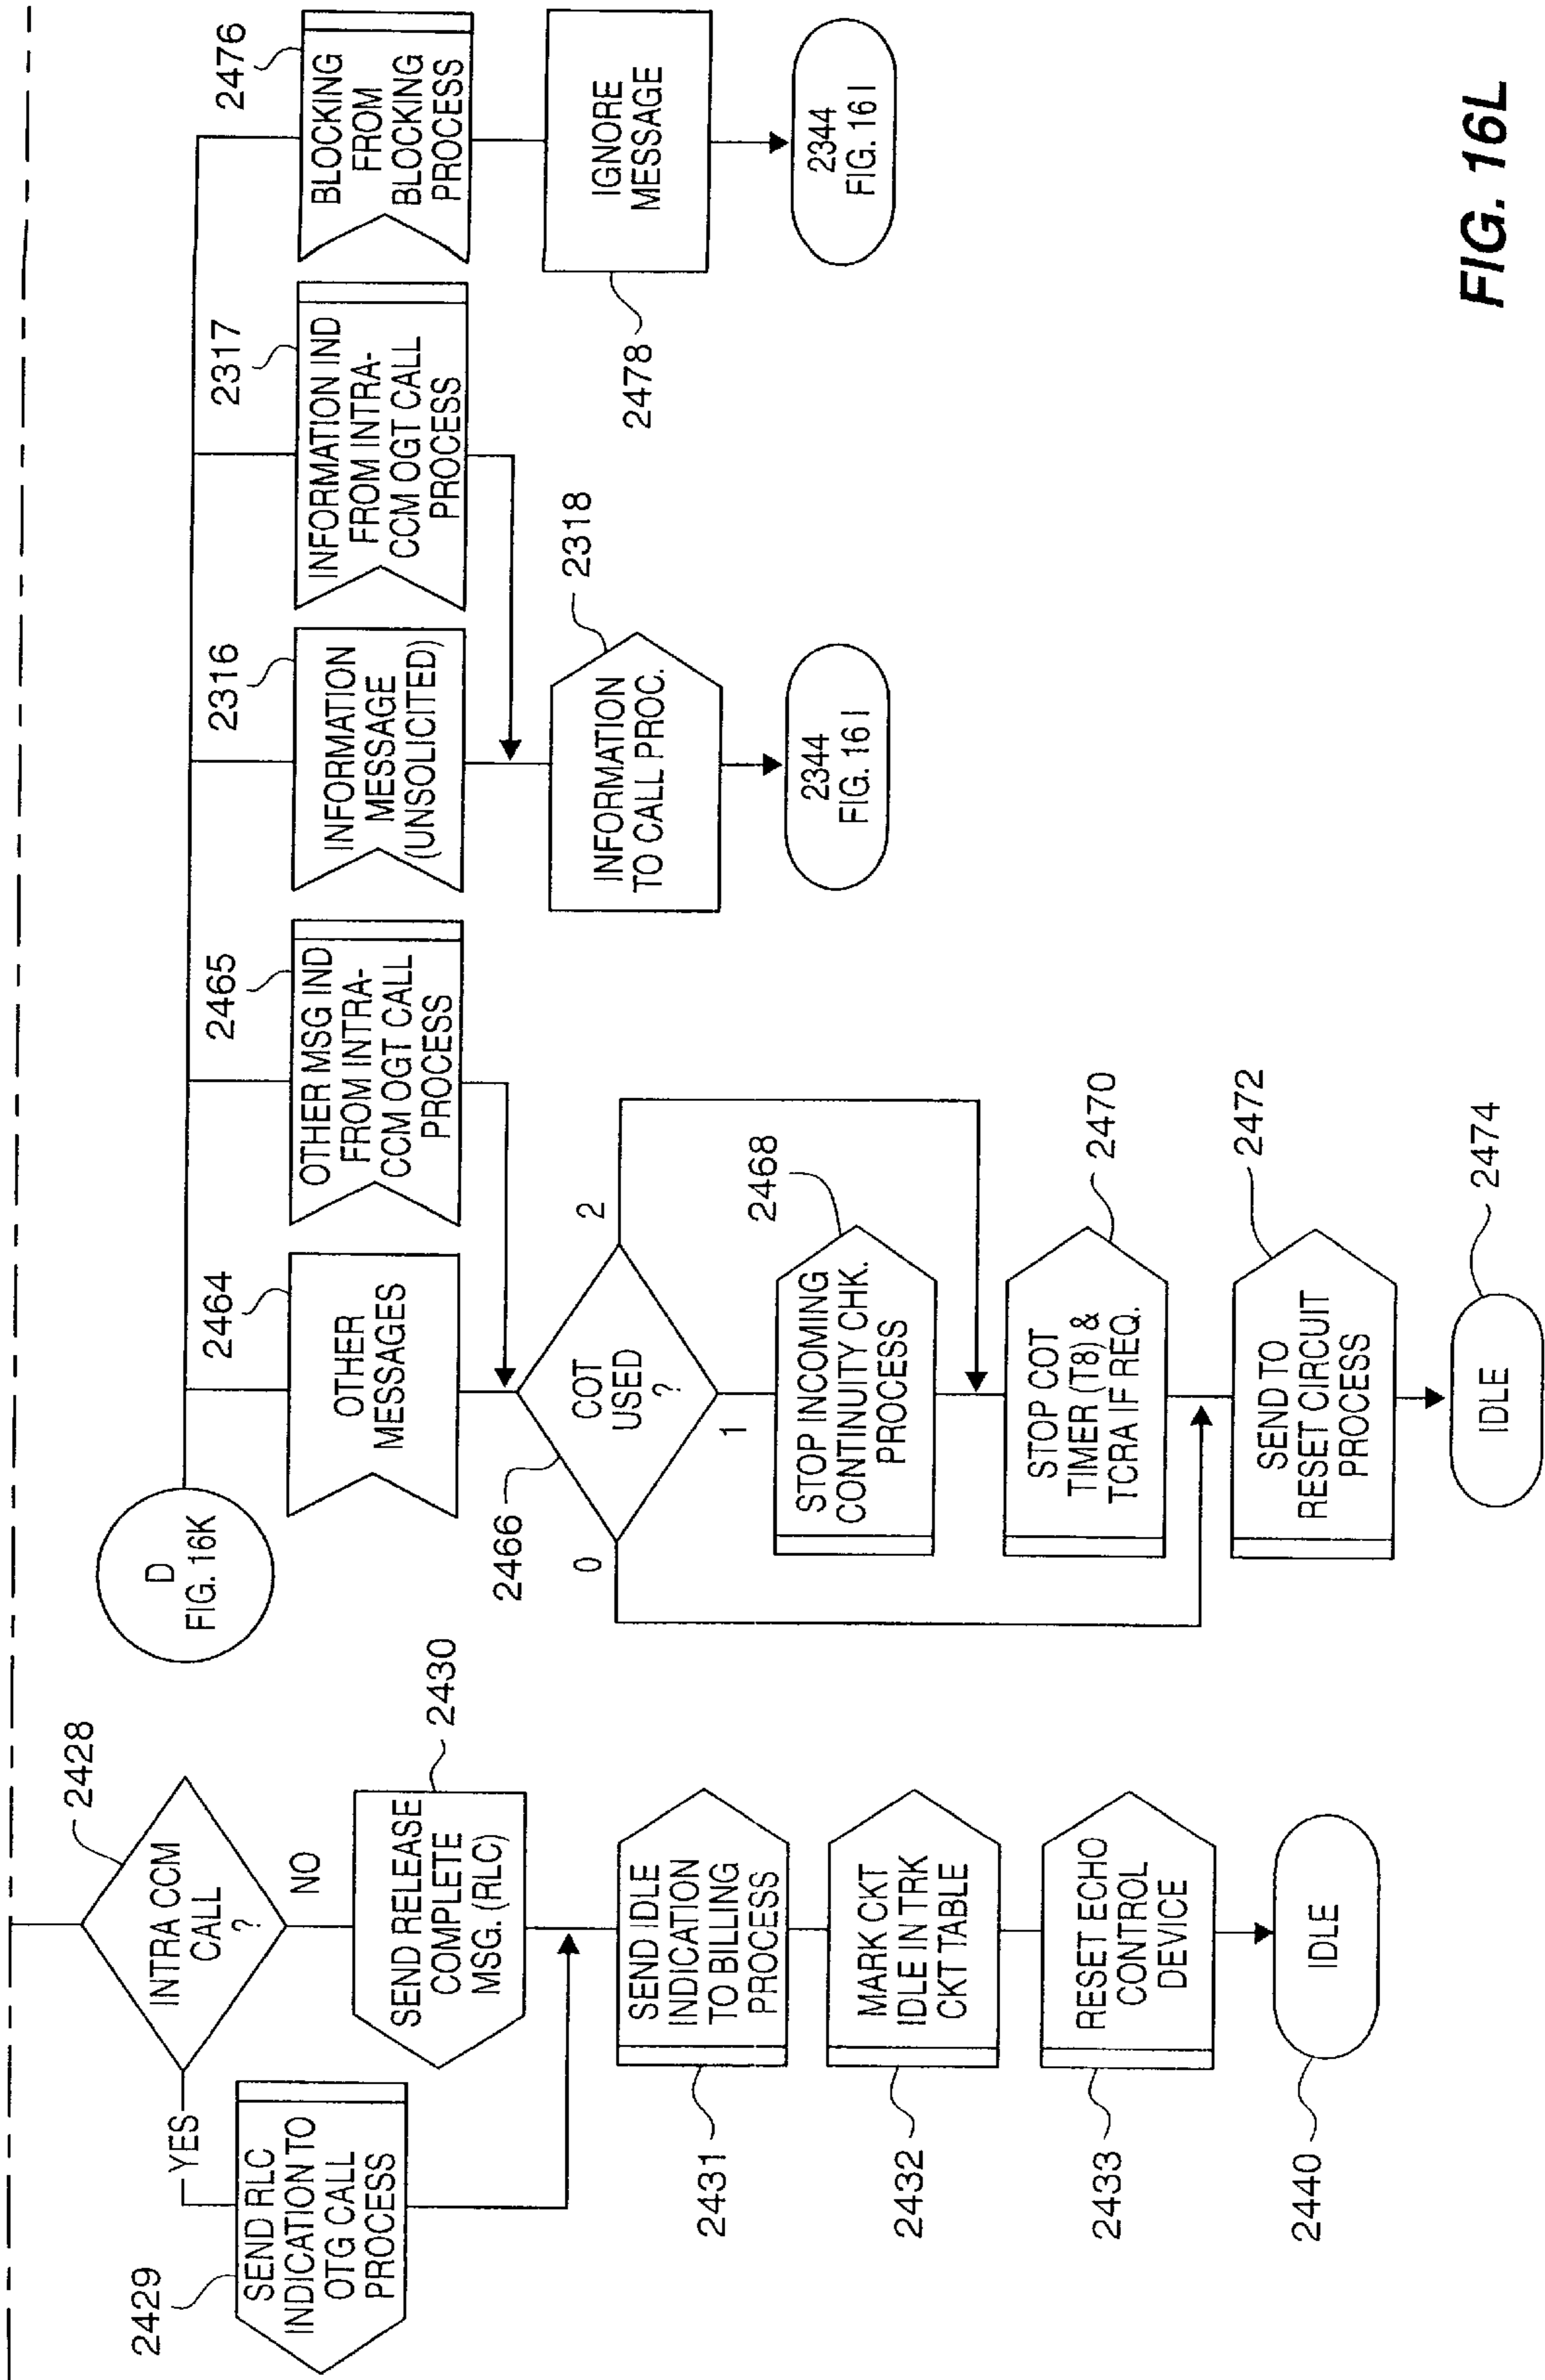 2428
INTRA CCM
CALL
?
YES
NO
2429
SEND RLC
INDICATION TO
OTG CALL
PROCESS
2430
SEND RELEASE
COMPLETE
MSG. (RLC)
2431
SEND IDLE
INDICATION
TO BILLING
PROCESS
2432
MARK CKT
IDLE IN TRK
CKT TABLE
2433
RESET ECHO
CONTROL
DEVICE
2440
IDLE
D
FIG. 16K
2464
OTHER
MESSAGES
2465
OTHER MSG IND
FROM INTRA-
CCM OGT CALL
PROCESS
2466
COT
USED
?
0
1
2
2468
STOP INCOMING
CONTINUITY CHK.
PROCESS
2470
STOP COT
TIMER (T8) &
TCRA IF REQ.
2472
SEND TO
RESET CIRCUIT
PROCESS
2474
IDLE
2316
INFORMATION
MESSAGE
(UNSOLICITED)
2317
INFORMATION IND
FROM INTRA-
CCM OGT CALL
PROCESS
2318
INFORMATION
TO CALL PROC.
2344
FIG. 16 I
2476
BLOCKING
FROM
BLOCKING
PROCESS
2478
IGNORE
MESSAGE
2344
FIG. 16 I
FIG. 16L